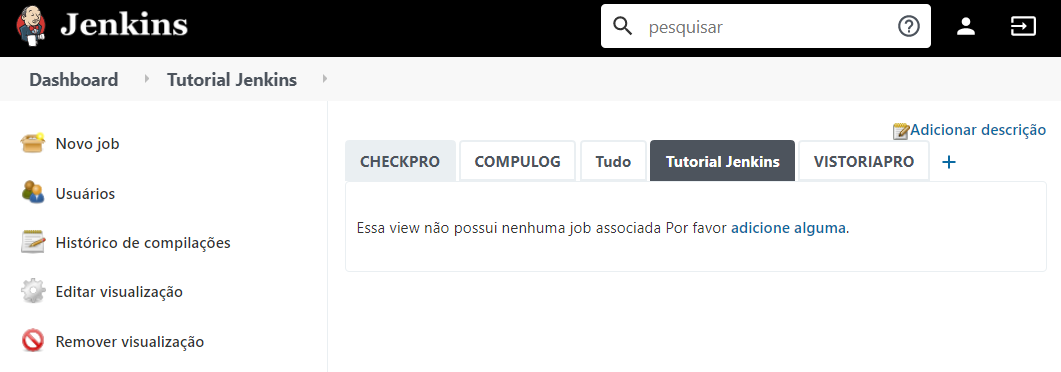 Jenkins
pesquisar
Dashboard Tutorial Jenkins
Novo job
Usuários
Histórico de compilações
Editar visualização
Remover visualização
Adicionar descrição
CHECKPRO COMPULOG Tudo Tutorial Jenkins VISTORIAPRO +
Essa view não possui nenhuma job associada Por favor adicione alguma.